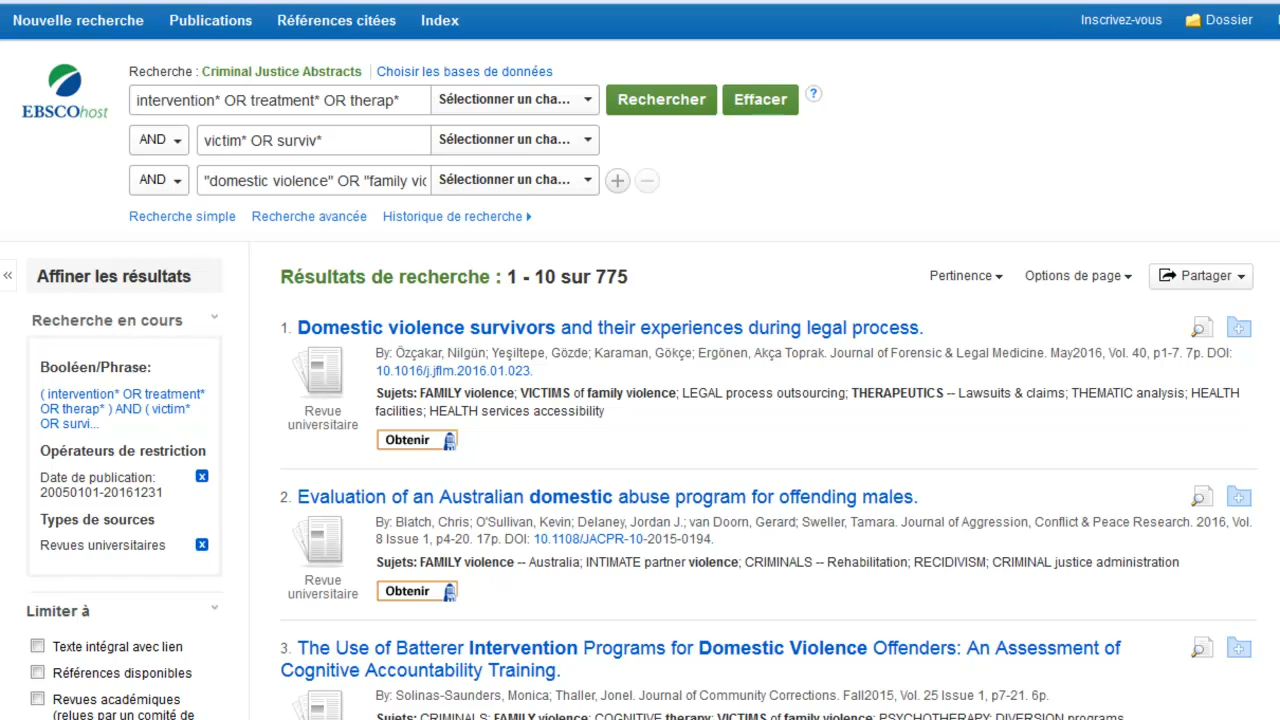 Nouvelle recherche Publications Références citées Index Inscrivez-vous Dossier
Recherche : Criminal Justice Abstracts Choisir les bases de données
EBSCOhost
intervention* OR treatment* OR therap* Sélectionner un cha... Rechercher Effacer ?
AND victim* OR surviv* Sélectionner un cha...
AND "domestic violence" OR "family vic Sélectionner un cha...
Recherche simple Recherche avancée Historique de recherche
« Affiner les résultats
Recherche en cours
Booléen/Phrase:
( intervention* OR treatment*
OR therap* ) AND ( victim*
OR survi...
Opérateurs de restriction
Date de publication:
20050101-20161231
Types de sources
Revues universitaires
Limiter à
Texte intégral avec lien
Références disponibles
Revues académiques
(relues par un comité de
Résultats de recherche : 1 - 10 sur 775 Pertinence Options de page Partager
1. Domestic violence survivors and their experiences during legal process.
By: Özçakar, Nilgün; Yeşiltepe, Gözde; Karaman, Gökçe; Ergönen, Akça Toprak. Journal of Forensic & Legal Medicine. May2016, Vol. 40, p1-7. 7p. DOI:
10.1016/j.jflm.2016.01.023.
Sujets: FAMILY violence; VICTIMS of family violence; LEGAL process outsourcing; THERAPEUTICS -- Lawsuits & claims; THEMATIC analysis; HEALTH
facilities; HEALTH services accessibility
Revue
universitaire
Obtenir
2. Evaluation of an Australian domestic abuse program for offending males.
By: Blatch, Chris; O'Sullivan, Kevin; Delaney, Jordan J.; van Doorn, Gerard; Sweller, Tamara. Journal of Aggression, Conflict & Peace Research. 2016, Vol.
8 Issue 1, p4-20. 17p. DOI: 10.1108/JACPR-10-2015-0194.
Sujets: FAMILY violence -- Australia; INTIMATE partner violence; CRIMINALS -- Rehabilitation; RECIDIVISM; CRIMINAL justice administration
Revue
universitaire
Obtenir
3. The Use of Batterer Intervention Programs for Domestic Violence Offenders: An Assessment of
Cognitive Accountability Training.
By: Solinas-Saunders, Monica; Thaller, Jonel. Journal of Community Corrections. Fall2015, Vol. 25 Issue 1, p7-21. 6p.
Sujets: CRIMINALS; FAMILY violence; COGNITIVE therapy; VICTIMS of family violence; PSYCHOTHERAPY; DIVERSION programs